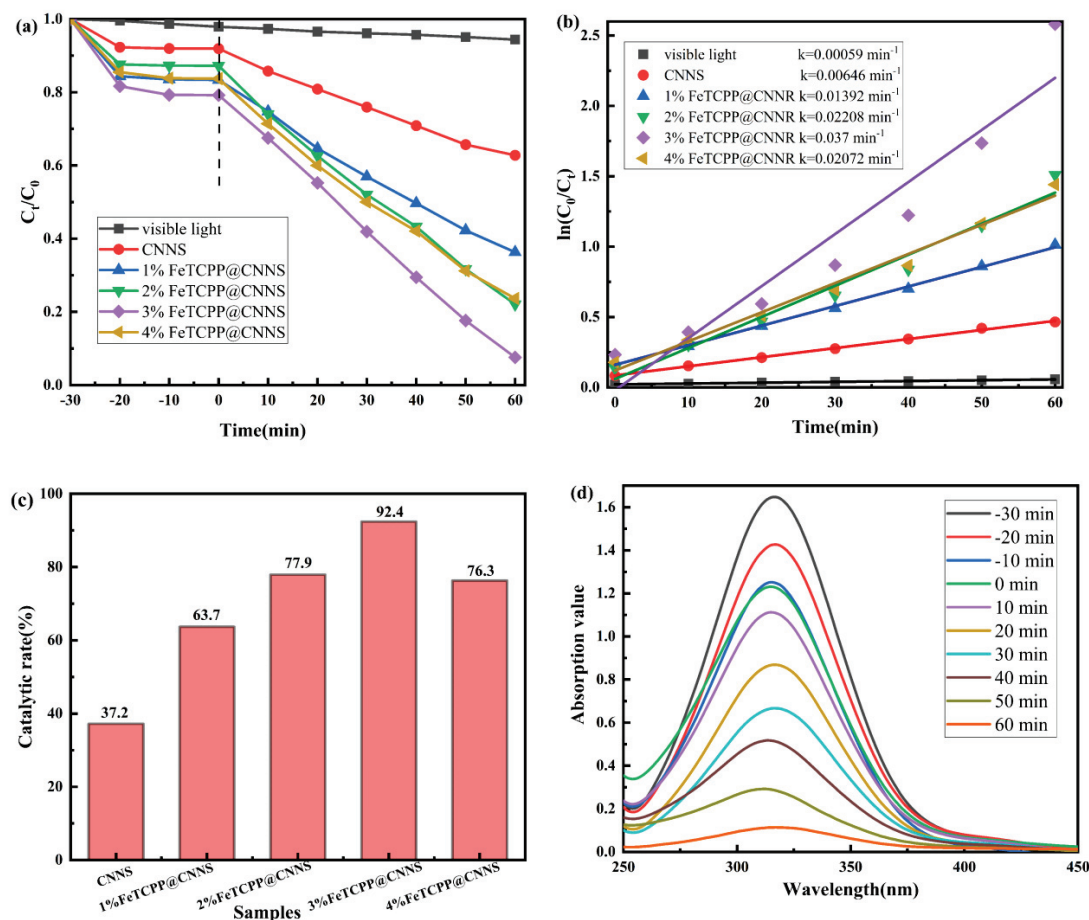 (a)
1.0
0.8
0.6
0.4
0.2
0.0
C_t/C_0
visible light
CNNS
1% FeTCPP@CNNS
2% FeTCPP@CNNS
3% FeTCPP@CNNS
4% FeTCPP@CNNS
-30 -20 -10 0 10 20 30 40 50 60
Time(min)
(b)
2.5
2.0
1.5
1.0
0.5
0.0
ln(C_0/C_t)
visible light k=0.00059 min^-1
CNNS k=0.00646 min^-1
1% FeTCPP@CNNR k=0.01392 min^-1
2% FeTCPP@CNNR k=0.02208 min^-1
3% FeTCPP@CNNR k=0.037 min^-1
4% FeTCPP@CNNR k=0.02072 min^-1
0 10 20 30 40 50 60
Time(min)
(c)
100
80
60
40
20
0
Catalytic rate(%)
37.2
63.7
77.9
92.4
76.3
CNNS
1%FeTCPP@CNNS
2%FeTCPP@CNNS
3%FeTCPP@CNNS
4%FeTCPP@CNNS
Samples
(d)
1.6
1.4
1.2
1.0
0.8
0.6
0.4
0.2
0.0
Absorption value
-30 min
-20 min
-10 min
0 min
10 min
20 min
30 min
40 min
50 min
60 min
250 300 350 400 450
Wavelength(nm)